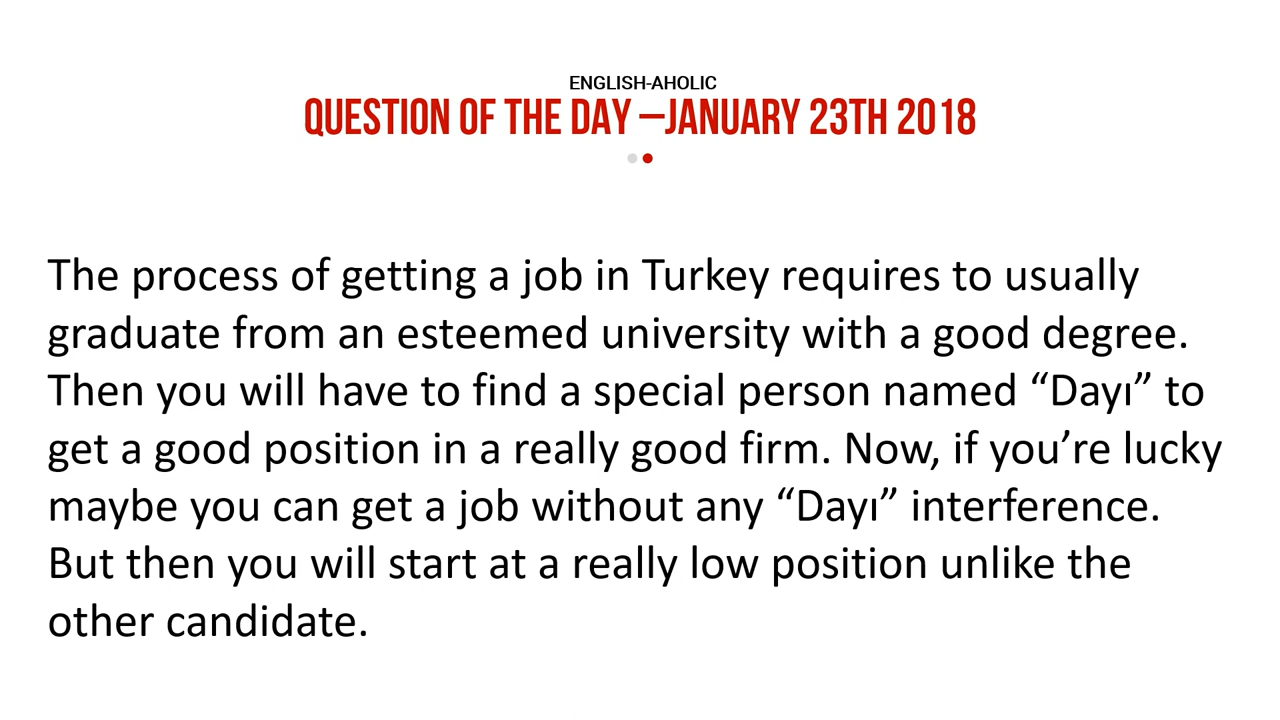 ENGLISH-AHOLIC
QUESTION OF THE DAY –JANUARY 23TH 2018
The process of getting a job in Turkey requires to usually
graduate from an esteemed university with a good degree.
Then you will have to find a special person named “Dayı” to
get a good position in a really good firm. Now, if you’re lucky
maybe you can get a job without any “Dayı” interference.
But then you will start at a really low position unlike the
other candidate.